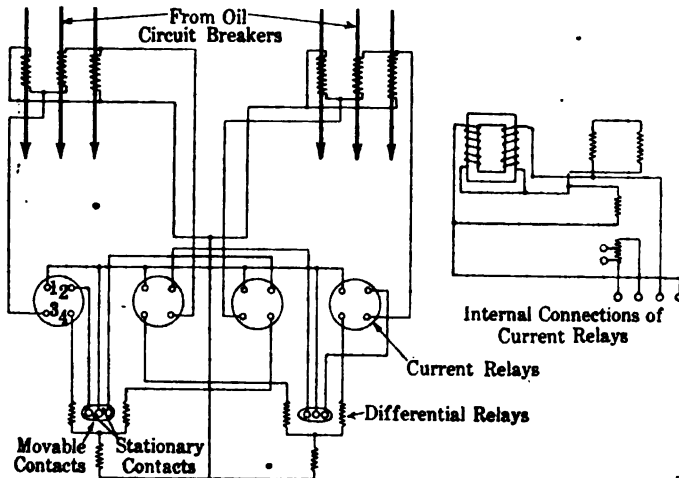 From Oil
Circuit Breakers
1 2
3 4
Internal Connections of
Current Relays
Current Relays
Differential Relays
Movable
Contacts
Stationary
Contacts